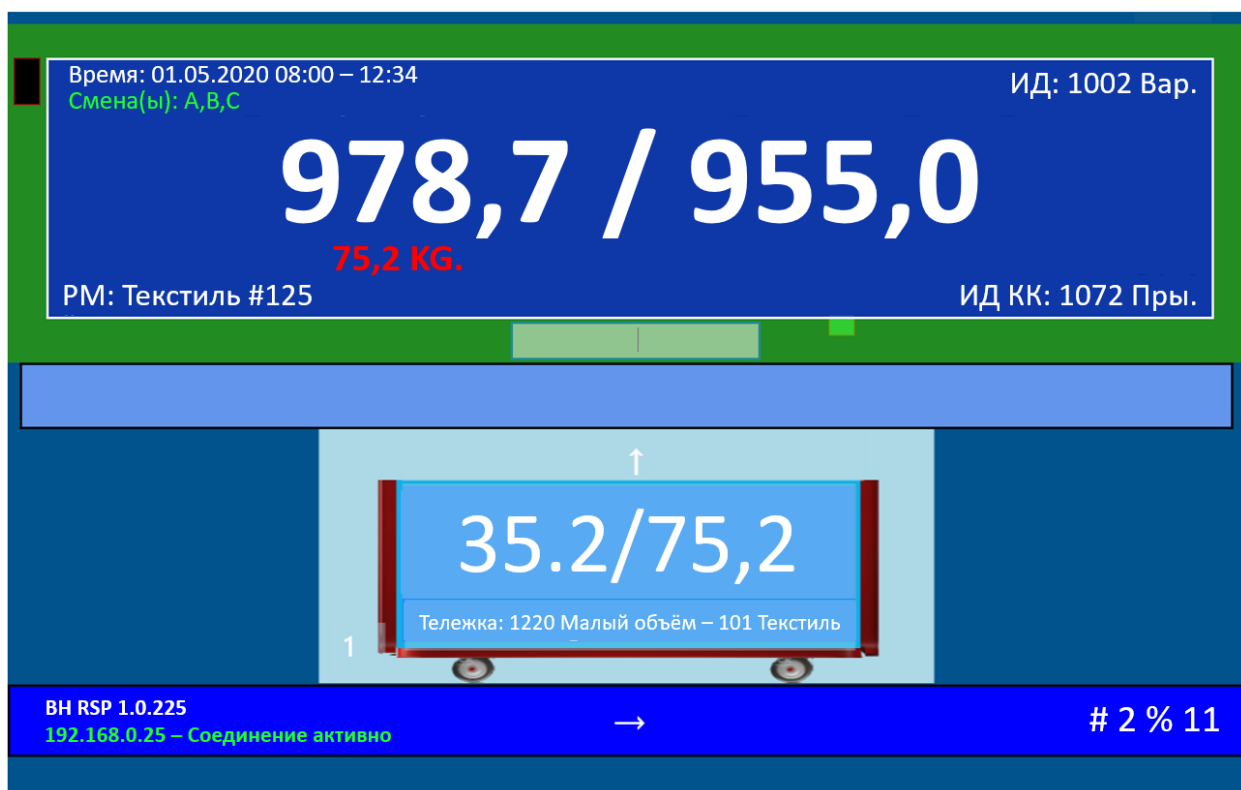 Время: 01.05.2020 08:00 – 12:34
Смена(ы): А,В,С
ИД: 1002 Вар.
978,7 / 955,0
75,2 KG.
РМ: Текстиль #125
ИД КК: 1072 Пры.
↑
35.2/75,2
Тележка: 1220 Малый объём – 101 Текстиль
1
BH RSP 1.0.225
192.168.0.25 – Соединение активно
→
# 2 % 11